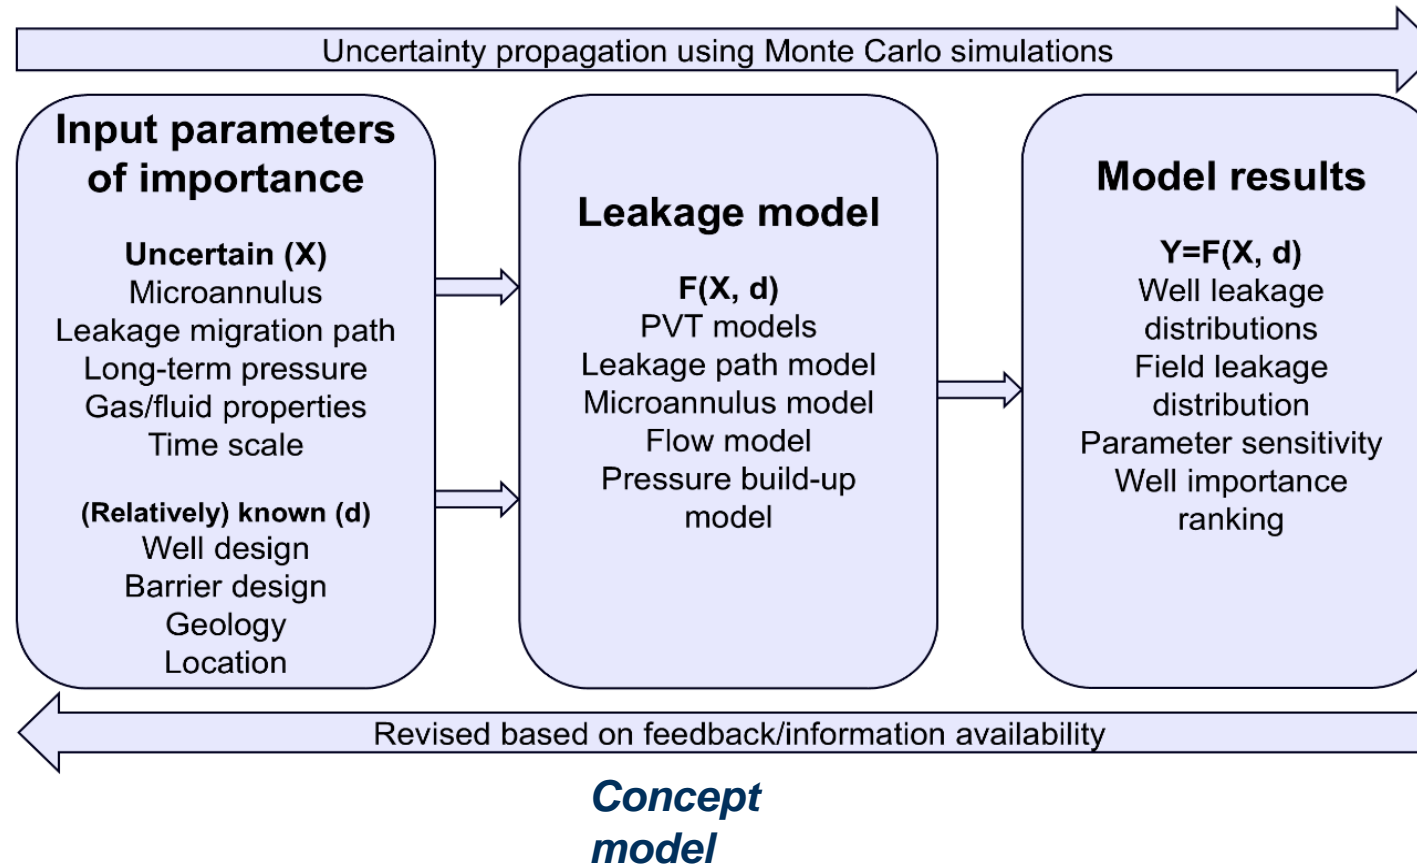 Uncertainty propagation using Monte Carlo simulations
Input parameters
of importance
Uncertain (X)
Microannulus
Leakage migration path
Long-term pressure
Gas/fluid properties
Time scale
(Relatively) known (d)
Well design
Barrier design
Geology
Location
Leakage model
F(X, d)
PVT models
Leakage path model
Microannulus model
Flow model
Pressure build-up
model
Model results
Y=F(X, d)
Well leakage
distributions
Field leakage
distribution
Parameter sensitivity
Well importance
ranking
Revised based on feedback/information availability
Concept
model